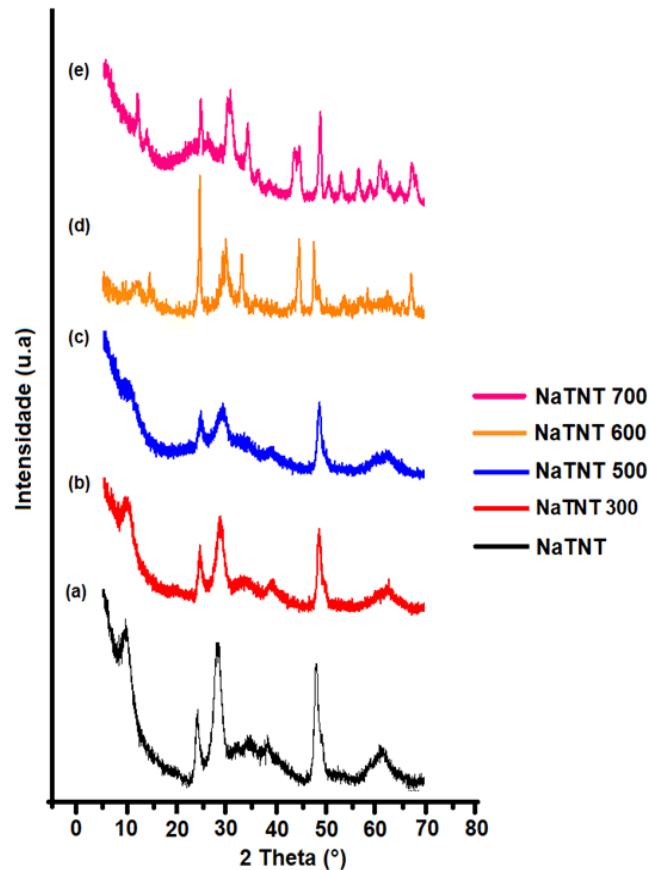 (e)
(d)
(c)
(b)
(a)
Intensidade (u.a)
NaTNT 700
NaTNT 600
NaTNT 500
NaTNT 300
NaTNT
0 10 20 30 40 50 60 70 80
2 Theta (°)